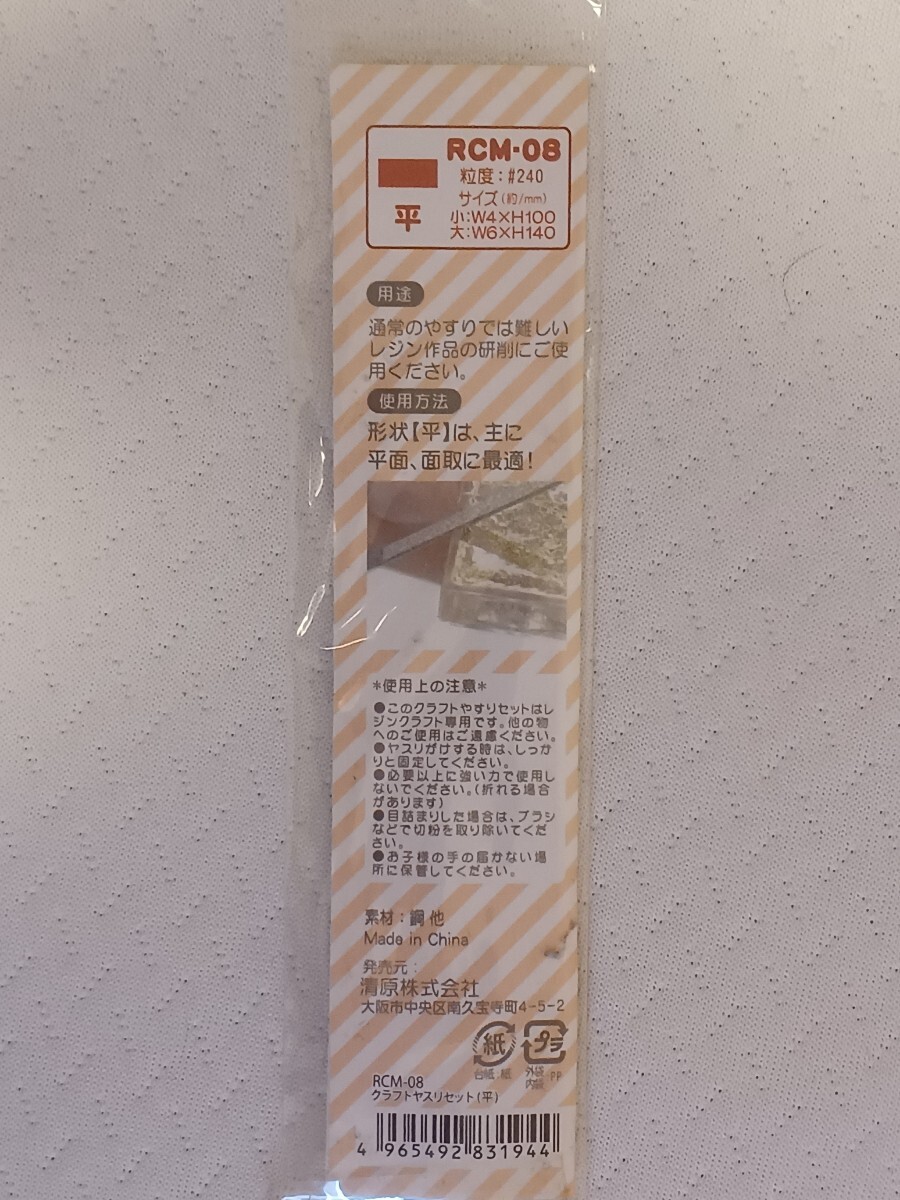 RCM-08
粒度：#240
サイズ(約/mm)
平
小:W4×H100
大:W6×H140
用途
通常のやすりでは難しい
レジン作品の研削にご使
用ください。
使用方法
形状【平】は、主に
平面、面取に最適!
*使用上の注意*
●このクラフトやすりセットはレ
ジンクラフト専用です。他の物
へのご使用はご遠慮ください。
●ヤスリがけする時は、しっか
りと固定してください。
●必要以上に強い力で使用し
ないでください。(折れる場合
があります)
●目詰まりした場合は、ブラシ
などで切粉を取り除いてくだ
さい。
●お子様の手の届かない場
所に保管してください。
素材：鋼 他
Made in China
発売元：
清原株式会社
大阪市中央区南久宝寺町4-5-2
紙 プラ
台紙:紙 外袋 内袋 :PP
RCM-08
クラフトヤスリセット(平)
4 965492 831944